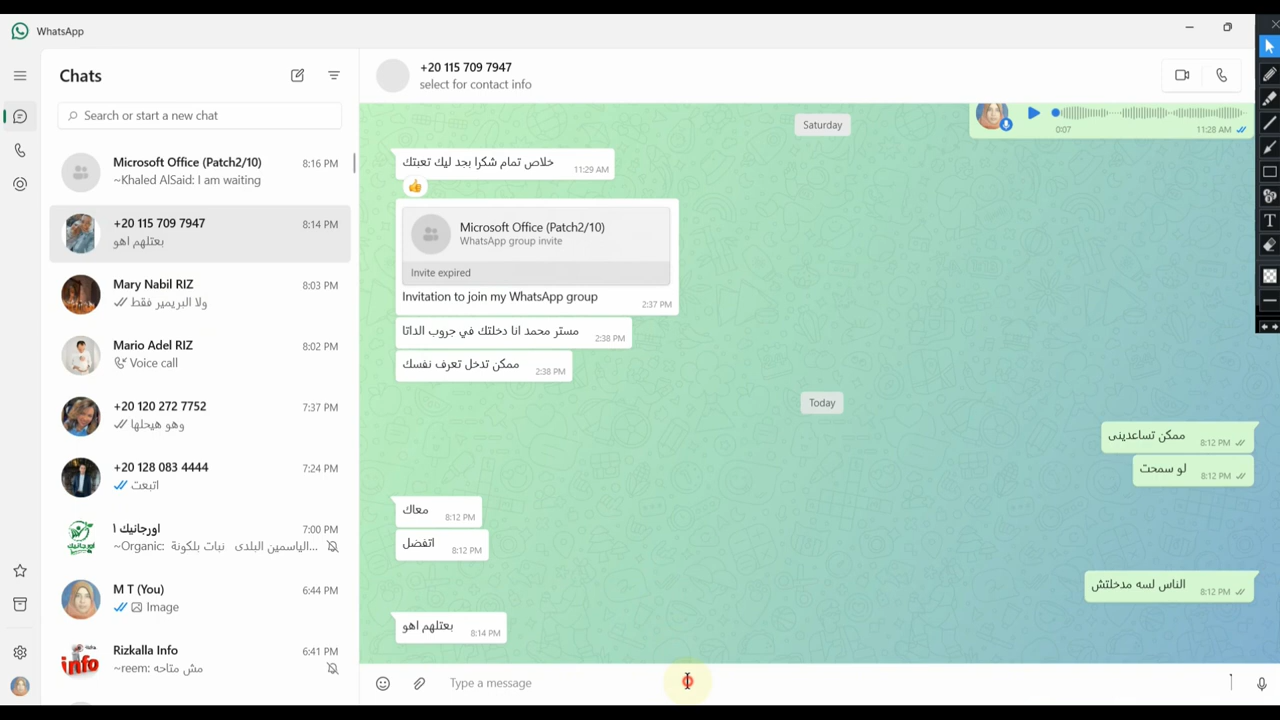 WhatsApp
Chats
Search or start a new chat
Microsoft Office (Patch2/10)
8:16 PM
~Khaled AlSaid: I am waiting
+20 115 709 7947
8:14 PM
بعتلهم اهو
Mary Nabil RIZ
8:03 PM
ولا البريمير فقط
Mario Adel RIZ
8:02 PM
Voice call
+20 120 272 7752
7:37 PM
وهو هيحلها
+20 128 083 4444
7:24 PM
اتبعت
اورجانيك ١
7:00 PM
~Organic: نبات بلكونة الياسمين البلدى...
M T (You)
6:44 PM
Image
Rizkalla Info
6:41 PM
~reem: مش متاحه
info
+20 115 709 7947
select for contact info
0:07
11:28 AM
Saturday
خلاص تمام شكرا بجد ليك تعبتك
11:29 AM
Microsoft Office (Patch2/10)
WhatsApp group invite
Invite expired
Invitation to join my WhatsApp group
2:37 PM
مستر محمد انا دخلتك في جروب الداتا
2:38 PM
ممكن تدخل تعرف نفسك
2:38 PM
Today
ممكن تساعدينى
8:12 PM
لو سمحت
8:12 PM
معاك
8:12 PM
اتفضل
8:12 PM
الناس لسه مدخلتش
8:12 PM
بعتلهم اهو
8:14 PM
Type a message